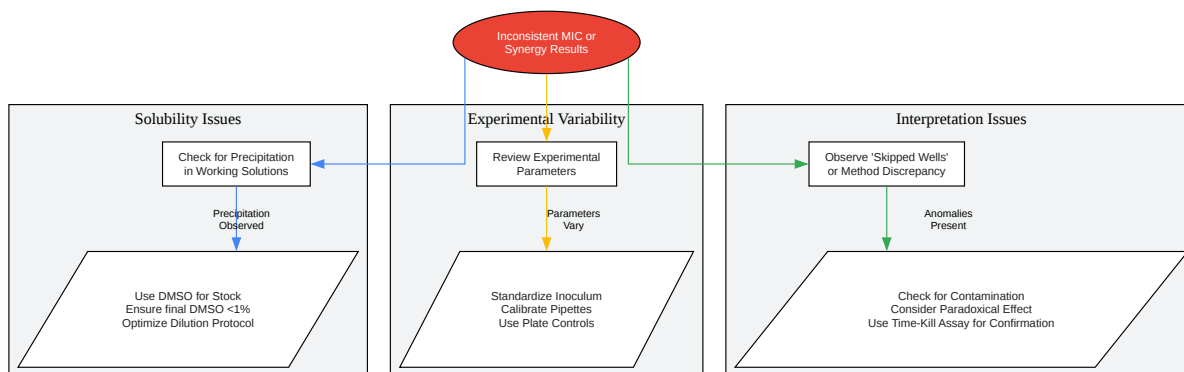 Inconsistent MIC or
Synergy Results
Solubility Issues
Check for Precipitation
in Working Solutions
Precipitation
Observed
Use DMSO for Stock
Ensure final DMSO <1%
Optimize Dilution Protocol
Experimental Variability
Review Experimental
Parameters
Parameters
Vary
Standardize Inoculum
Calibrate Pipettes
Use Plate Controls
Interpretation Issues
Observe 'Skipped Wells'
or Method Discrepancy
Anomalies
Present
Check for Contamination
Consider Paradoxical Effect
Use Time-Kill Assay for Confirmation